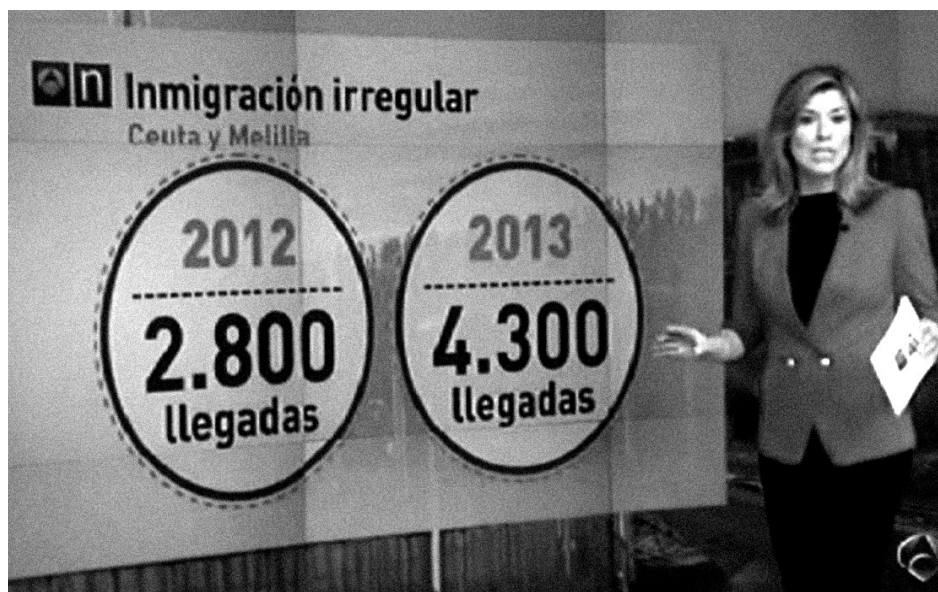 n Inmigración irregular
Ceuta y Melilla
2012
2.800
llegadas
2013
4.300
llegadas